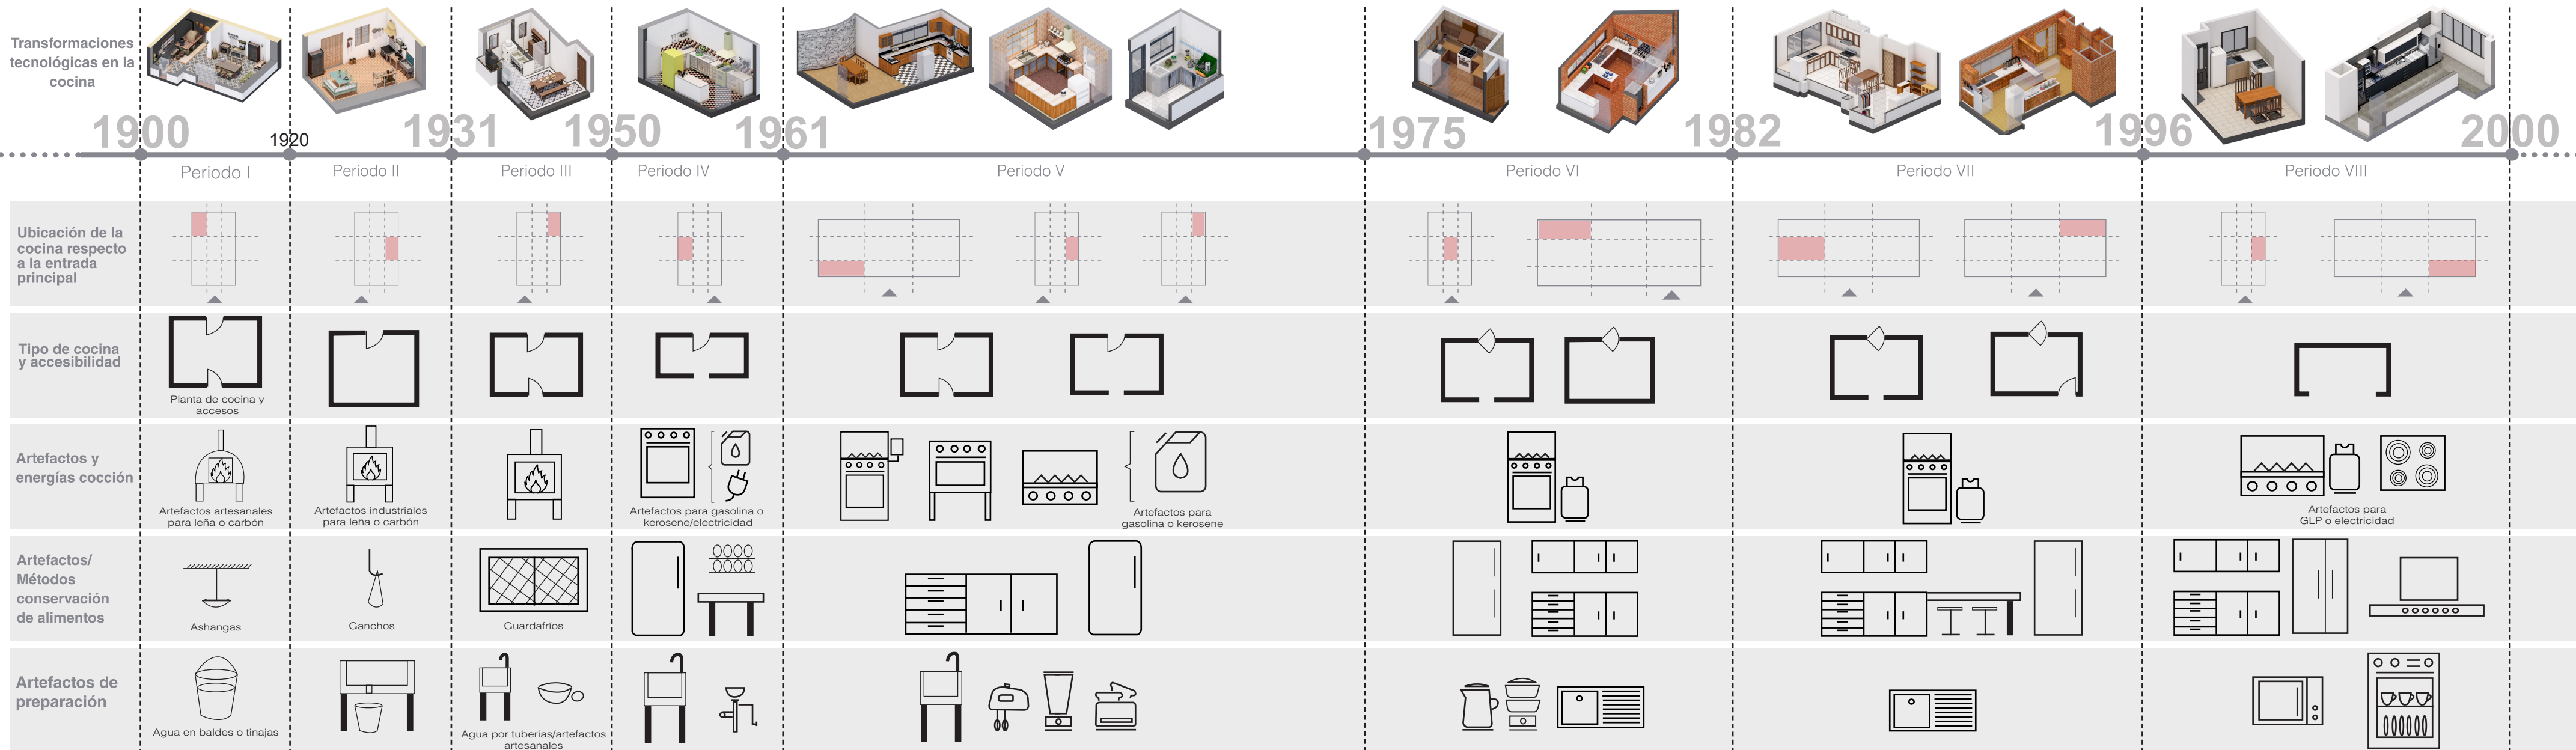 Transformaciones
tecnológicas en la
cocina
1900
1920
1931
1950
1961
1975
1982
1996
2000
Periodo I
Periodo II
Periodo III
Periodo IV
Periodo V
Periodo VI
Periodo VII
Periodo VIII
Ubicación de la
cocina respecto
a la entrada
principal
Tipo de cocina
y accesibilidad
Planta de cocina y
accesos
Artefactos y
energías cocción
Artefactos artesanales
para leña o carbón
Artefactos industriales
para leña o carbón
Artefactos para gasolina o
kerosene/electricidad
Artefactos para
gasolina o kerosene
Artefactos para
GLP o electricidad
Artefactos/
Métodos
conservación
de alimentos
Ashangas
Ganchos
Guardafríos
Artefactos de
preparación
Agua en baldes o tinajas
Agua por tuberías/artefactos
artesanales